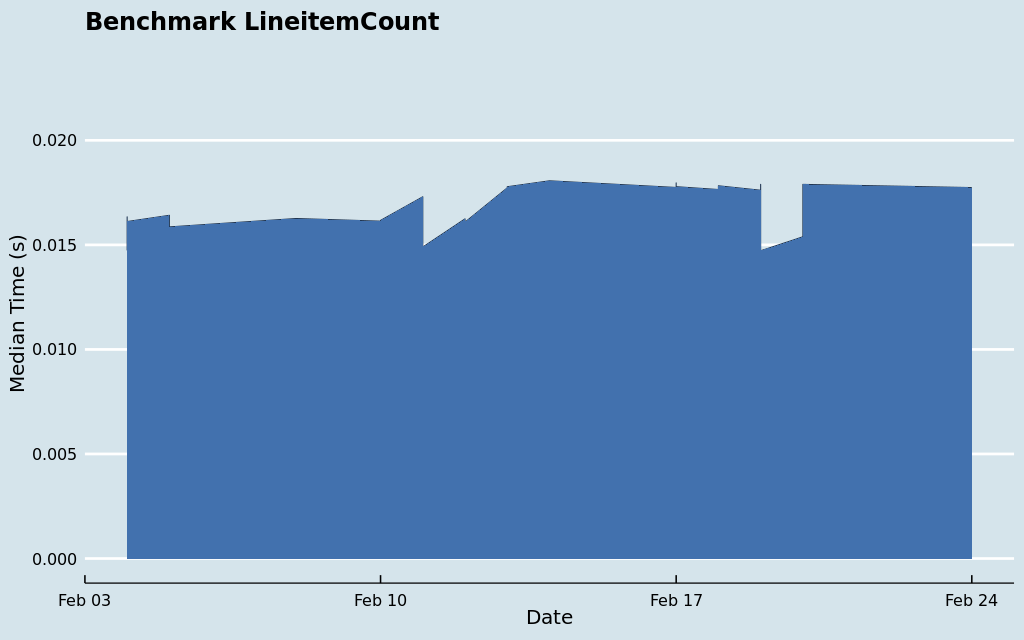 Benchmark LineitemCount
0.020
0.015
0.010
0.005
0.000
Median Time (s)
Feb 03
Feb 10
Feb 17
Feb 24
Date